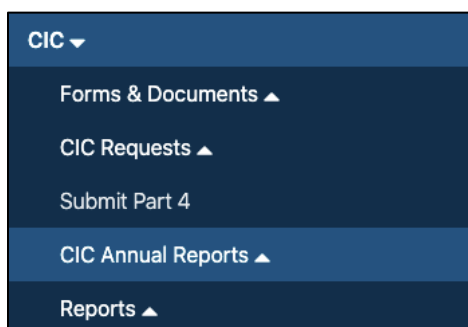 CIC
Forms & Documents
CIC Requests
Submit Part 4
CIC Annual Reports
Reports